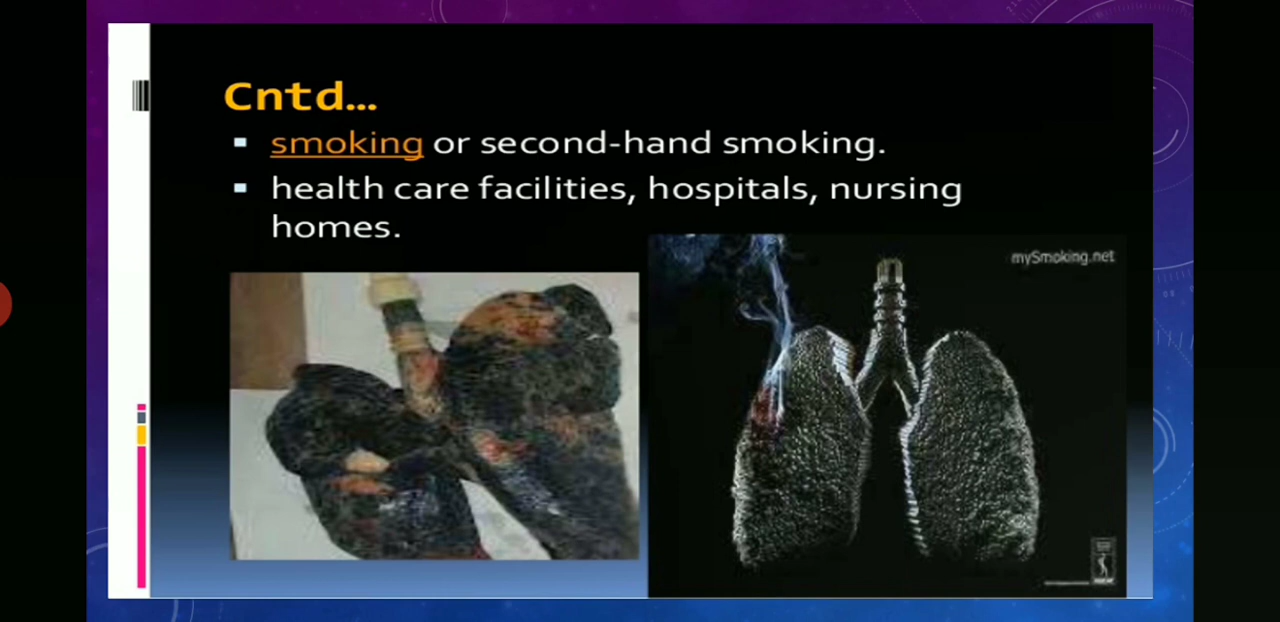 Cntd...
smoking or second-hand smoking.
health care facilities, hospitals, nursing
homes.
mySmoking.net